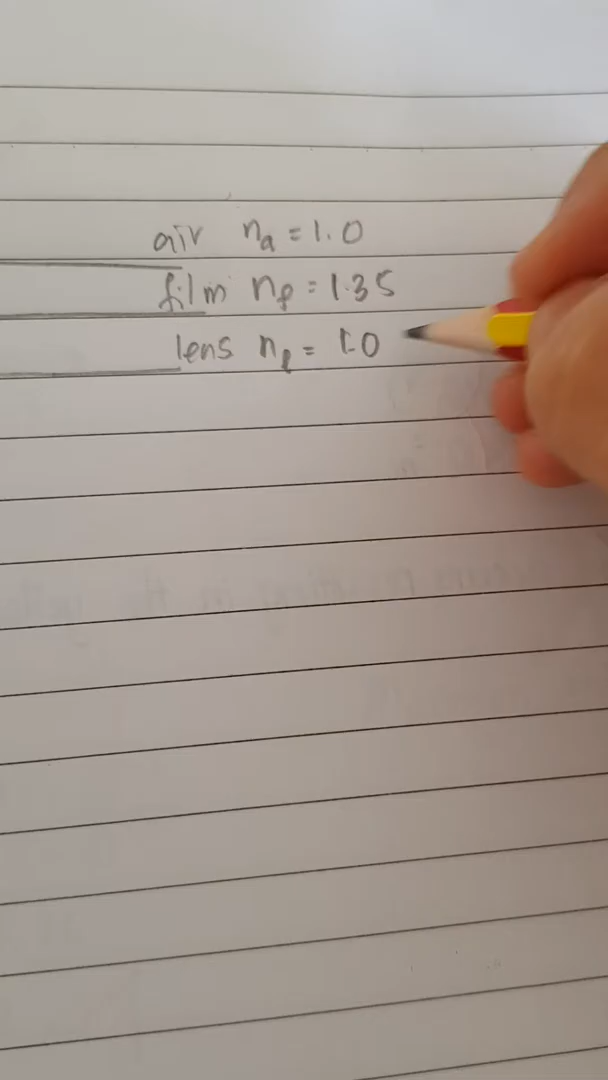 air na = 1.0
film nf = 1.35
lens nl = 1.0